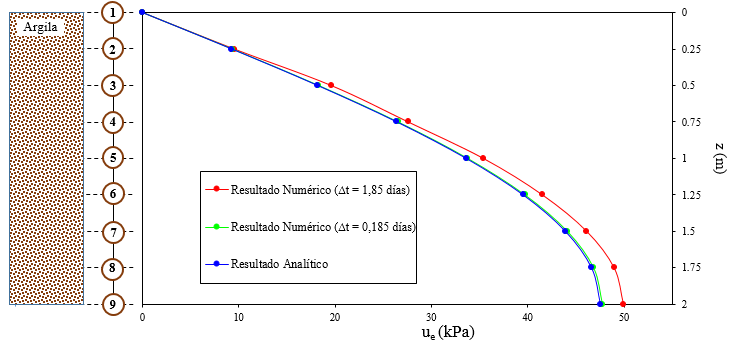 Argila
1
2
3
4
5
6
7
8
9
0
0.25
0.5
0.75
1
1.25
1.5
1.75
2
z (m)
Resultado Numérico (Δt = 1,85 días)
Resultado Numérico (Δt = 0,185 días)
Resultado Analítico
0 10 20 30 40 50
ue (kPa)